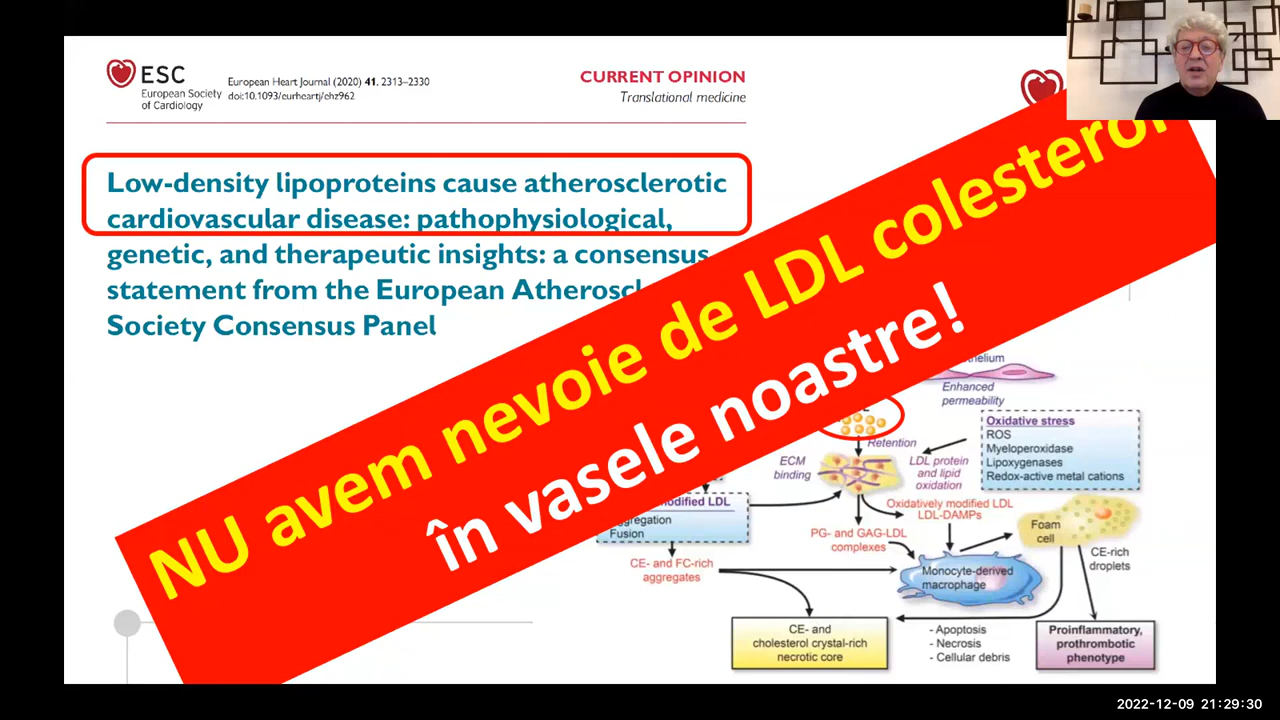 ESC
European Society
of Cardiology
European Heart Journal (2020) 41, 2313–2330
doi:10.1093/eurheartj/ehz962
CURRENT OPINION
Translational medicine
Low-density lipoproteins cause atherosclerotic
cardiovascular disease: pathophysiological,
genetic, and therapeutic insights: a consensus
statement from the European
Society Consensus Panel
NU avem nevoie de LDL colesterol
în vasele noastre!
Enhanced
permeability
Retention
ECM
binding
LDL protein
and lipid
oxidation
Oxidative stress
ROS
Myeloperoxidase
Lipoxygenases
Redox-active metal cations
LDL
Fusion
Oxidatively modified LDL
LDL-DAMPs
PG- and GAG-LDL
complexes
CE- and FC-rich
aggregates
Foam
cell
CE-rich
droplets
Monocyte-derived
macrophage
CE- and
cholesterol crystal-rich
necrotic core
- Apoptosis
- Necrosis
- Cellular debris
Proinflammatory,
prothrombotic
phenotype
2022-12-09 21:29:30